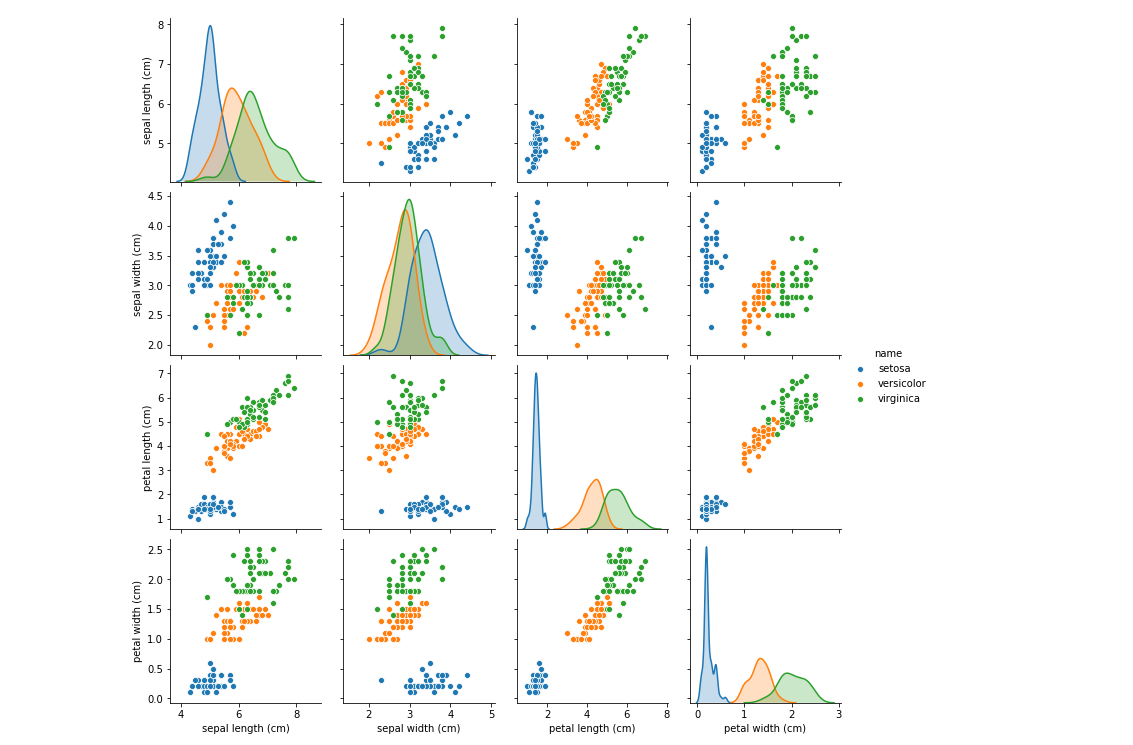 8
7
6
5
sepal length (cm)
4.5
4.0
3.5
3.0
2.5
2.0
sepal width (cm)
name
setosa
versicolor
virginica
7
6
5
4
3
2
1
petal length (cm)
2.5
2.0
1.5
1.0
0.5
0.0
petal width (cm)
4 6 8
2 3 4 5
2 4 6 8
0 1 2 3
sepal length (cm) sepal width (cm) petal length (cm) petal width (cm)